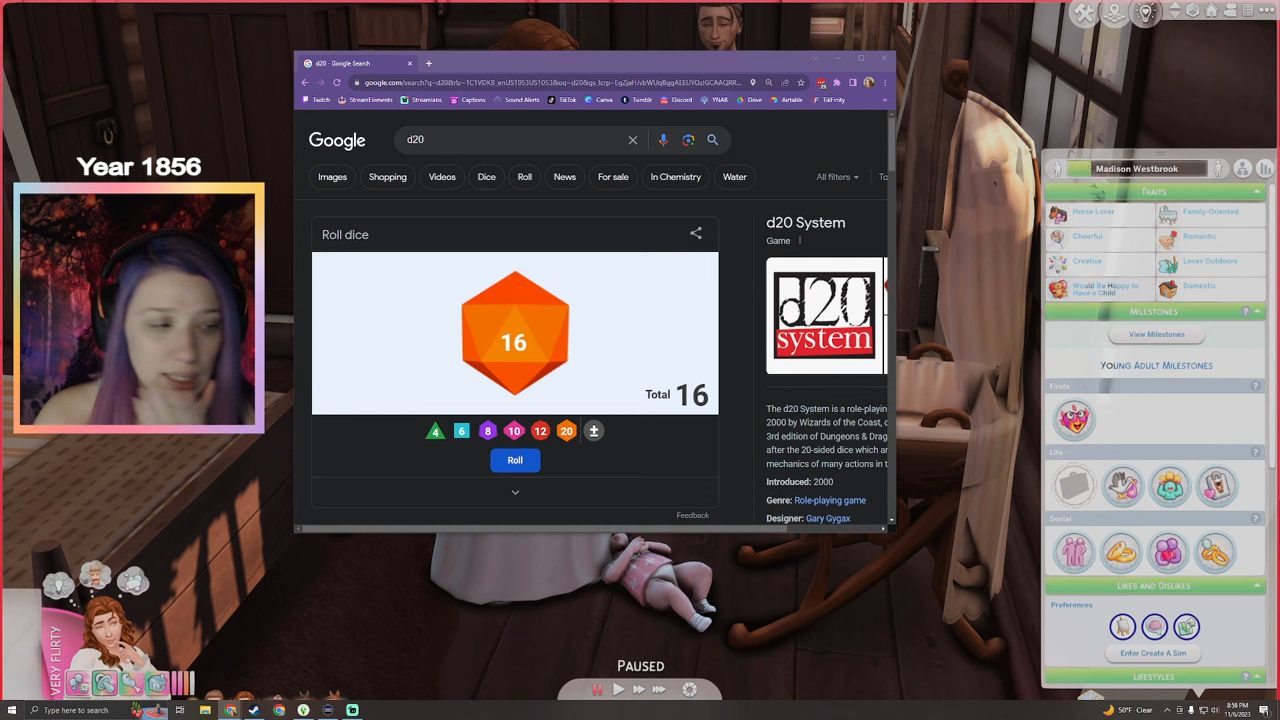 Year 1856
d20 - Google Search
Twitch
StreamElements
Streamlabs
Captions
Sound Alerts
TikTok
Canva
Tumblr
Discord
YNAB
Drive
Airtable
TikFinity
Google
d20
Images
Shopping
Dice
Roll
News
For sale
In Chemistry
Water
All filters
To
Roll dice
16
Total 16
4
6
8
10
12
20
Roll
Feedback
d20 System
Game
d20
system
The d20 System is a role-playin
2000 by Wizards of the Coast,
3rd edition of Dungeons & Drag
after the 20-sided dice which ar
mechanics of many actions in t
Introduced: 2000
Genre: Role-playing game
Designer: Gary Gygax
Madison Westbrook
TRAITS
Horse Lover
Family-Oriented
Cheerful
Romantic
Creative
Loves Outdoors
Would Be Happy to
Have a Child
Domestic
MILESTONES
View Milestones
YOUNG ADULT MILESTONES
Firsts
Life
Social
LIKES AND DISLIKES
Preferences
Enter Create A Sim
LIFESTYLES
VERY FLIRTY
PAUSED
Type here to search
50°F Clear
8:56 PM
11/6/2023